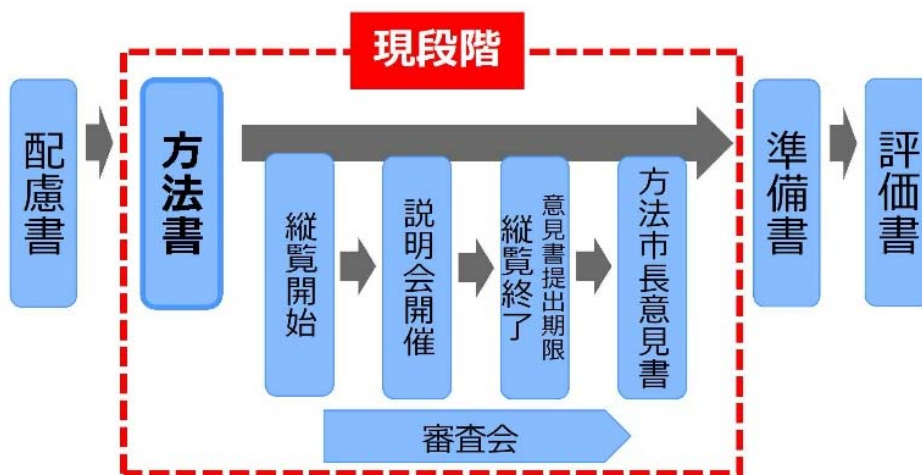 現段階
配慮書
方法書
縦覧開始
説明会開催
意見書提出期限
縦覧終了
方法市長意見書
準備書
評価書
審査会